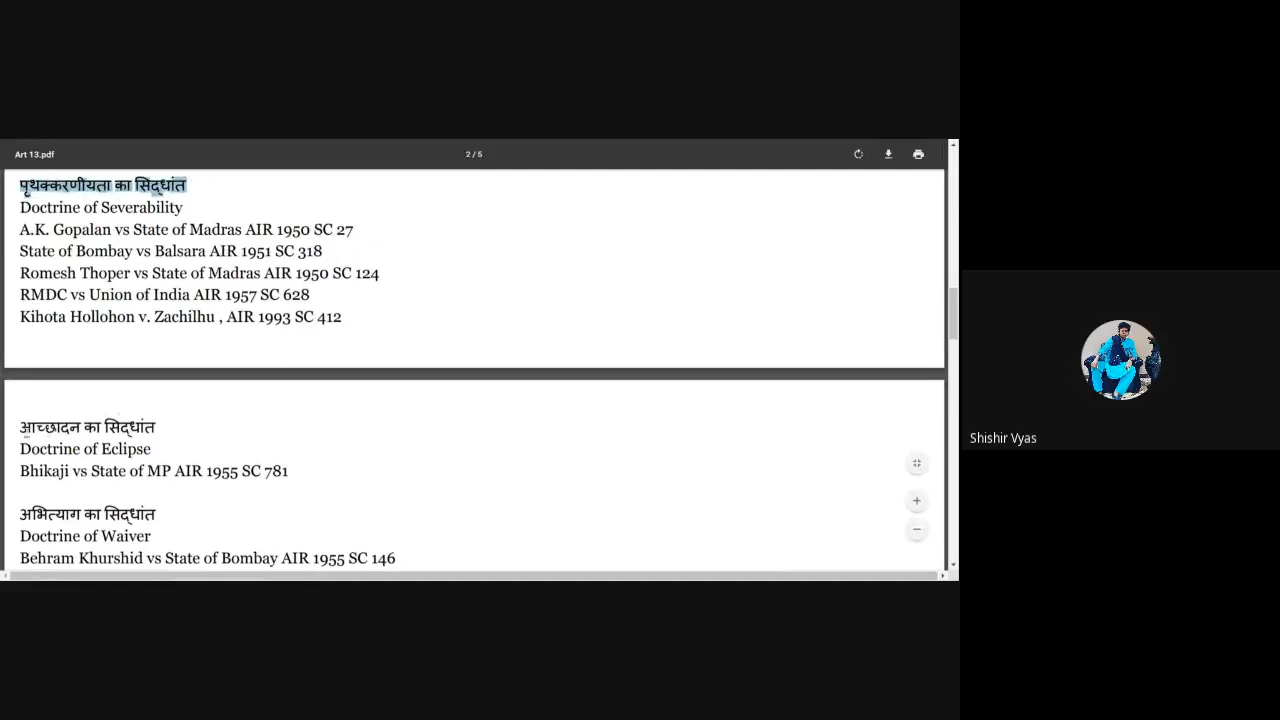 Art 13.pdf
2 / 5
पृथक्करणीयता का सिद्धांत
Doctrine of Severability
A.K. Gopalan vs State of Madras AIR 1950 SC 27
State of Bombay vs Balsara AIR 1951 SC 318
Romesh Thoper vs State of Madras AIR 1950 SC 124
RMDC vs Union of India AIR 1957 SC 628
Kihota Hollohon v. Zachilhu , AIR 1993 SC 412
आच्छादन का सिद्धांत
Doctrine of Eclipse
Bhikaji vs State of MP AIR 1955 SC 781
अभित्याग का सिद्धांत
Doctrine of Waiver
Behram Khurshid vs State of Bombay AIR 1955 SC 146
Shishir Vyas